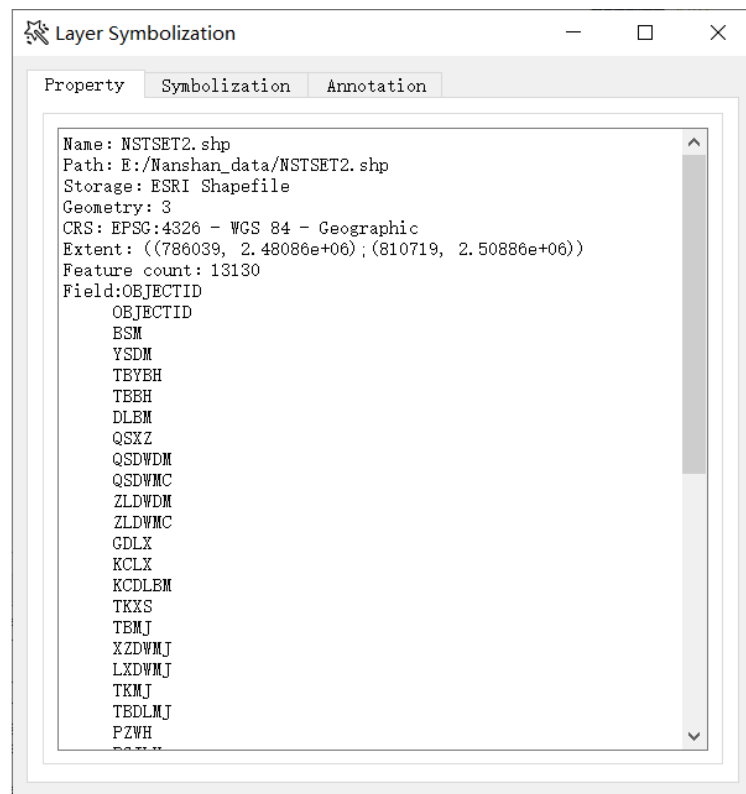 Layer Symbolization
Property Symbolization Annotation
Name: NSTSET2.shp
Path: E:/Nanshan_data/NSTSET2.shp
Storage: ESRI Shapefile
Geometry: 3
CRS: EPSG:4326 - WGS 84 - Geographic
Extent: ((786039, 2.48086e+06);(810719, 2.50886e+06))
Feature count: 13130
Field:OBJECTID
OBJECTID
BSM
YSDM
TBYBH
TBBH
DLBM
QSXZ
QSDWDM
QSDWMC
ZLDWDM
ZLDWMC
GDLX
KCLX
KCDLBM
TKXS
TBMJ
XZDWMJ
LXDWMJ
TKMJ
TBDLMJ
PZWH